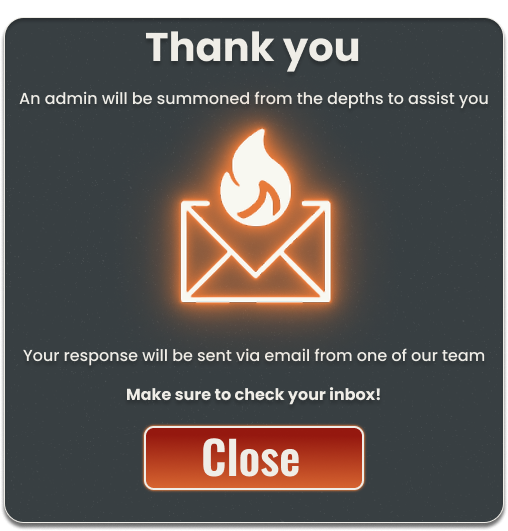 Thank you
An admin will be summoned from the depths to assist you
Your response will be sent via email from one of our team
Make sure to check your inbox!
Close